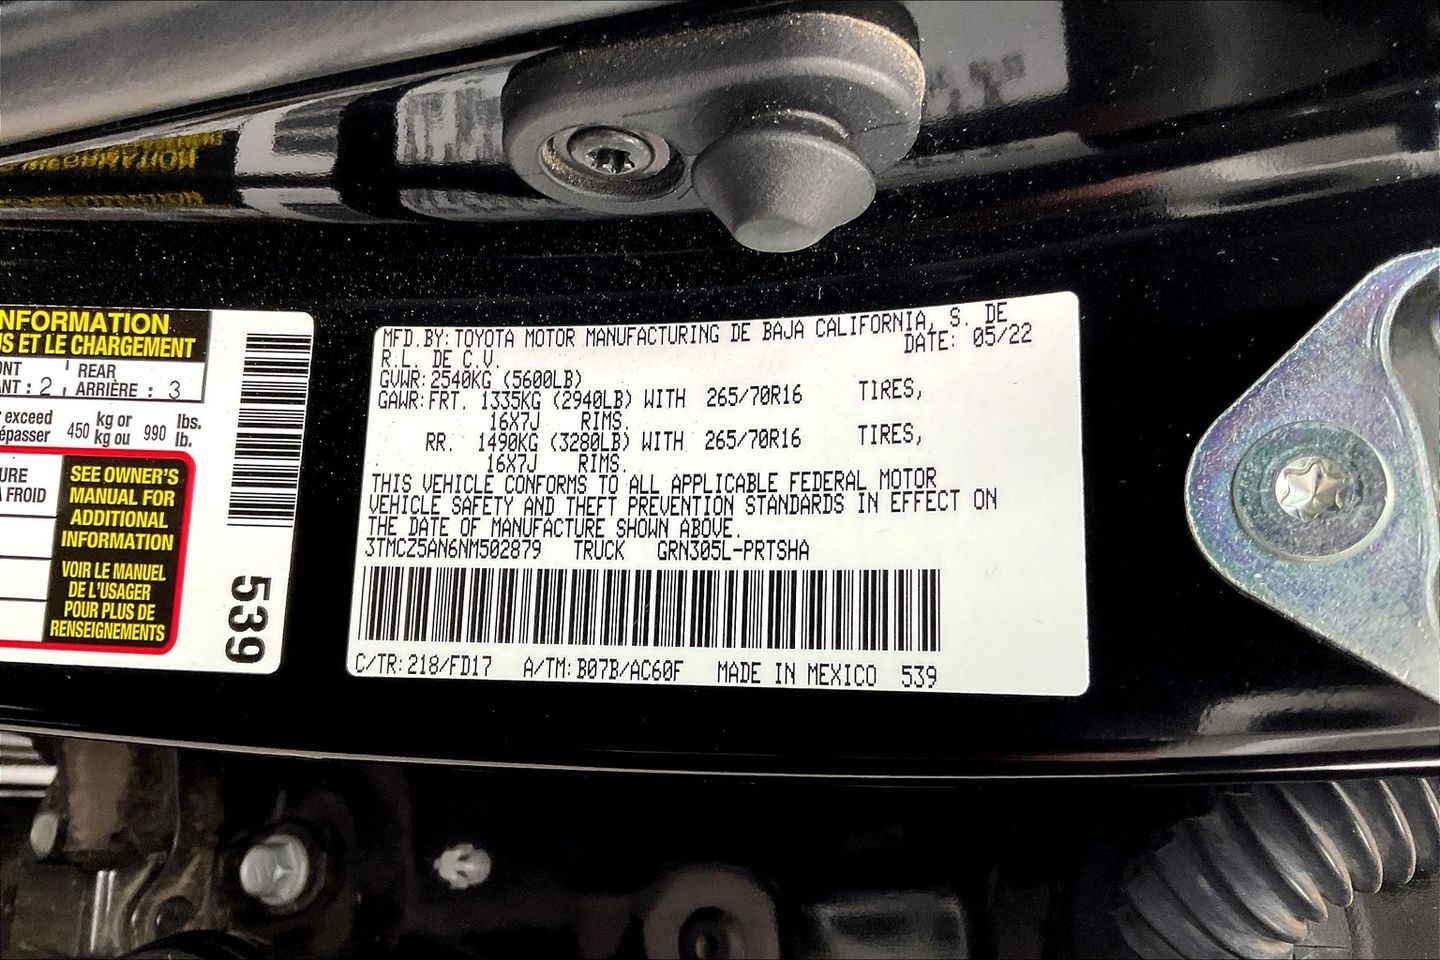 NFORMATION
S ET LE CHARGEMENT
REAR
: 2 ARRIÈRE : 3
exceed kg or lbs.
450 990
épasser kg ou lb.
SEE OWNER'S
MANUAL FOR
ADDITIONAL
INFORMATION
VOIR LE MANUEL
DE L'USAGER
POUR PLUS DE
RENSEIGNEMENTS
FROID
539
MFD.BY:TOYOTA MOTOR MANUFACTURING DE BAJA CALIFORNIA, S. DE
R.L. DE C.V. DATE: 05/22
GVWR:2540KG (5600LB)
GAWR:FRT. 1335KG (2940LB) WITH 265/70R16 TIRES,
16X7J RIMS.
RR. 1490KG (3280LB) WITH 265/70R16 TIRES,
16X7J RIMS.
THIS VEHICLE CONFORMS TO ALL APPLICABLE FEDERAL MOTOR
VEHICLE SAFETY AND THEFT PREVENTION STANDARDS IN EFFECT ON
THE DATE OF MANUFACTURE SHOWN ABOVE.
3TMCZ5AN6NM502879 TRUCK GRN305L-PRTSHA
C/TR:218/FD17 A/TM:B07B/AC60F MADE IN MEXICO 539